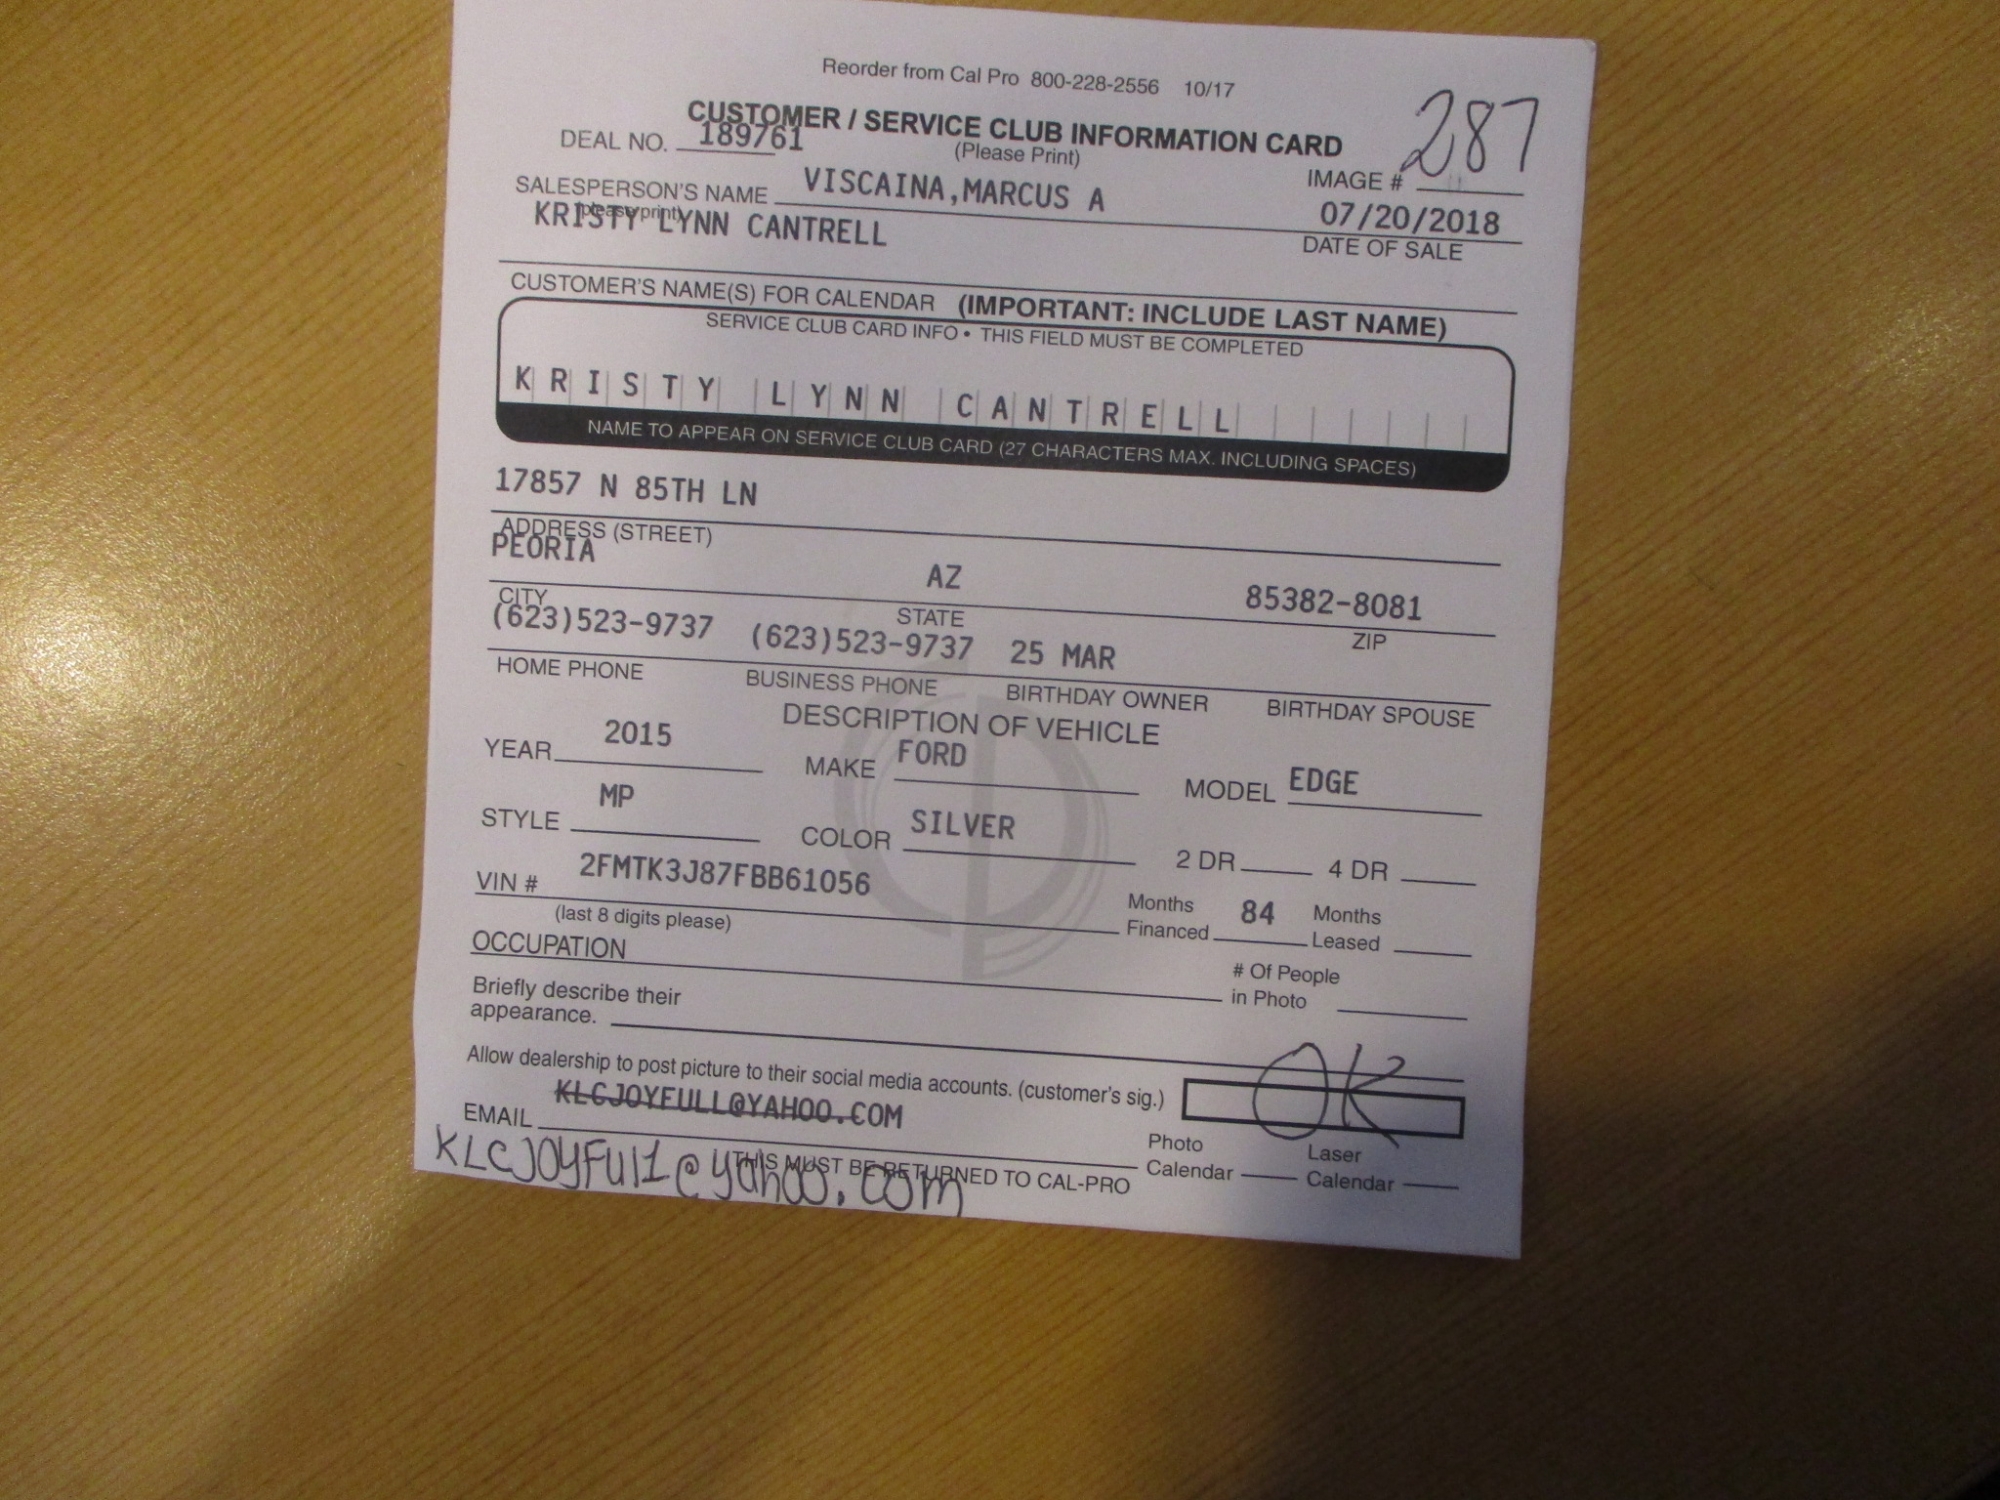 Reorder from Cal Pro 800-228-2556 10/17
CUSTOMER / SERVICE CLUB INFORMATION CARD
(Please Print)
287
DEAL NO. 189761
IMAGE #
SALESPERSON'S NAME VISCAINA,MARCUS A
(please print)
07/20/2018
DATE OF SALE
KRISTY LYNN CANTRELL
CUSTOMER'S NAME(S) FOR CALENDAR (IMPORTANT: INCLUDE LAST NAME)
SERVICE CLUB CARD INFO • THIS FIELD MUST BE COMPLETED
KRISTY LYNN CANTRELL
NAME TO APPEAR ON SERVICE CLUB CARD (27 CHARACTERS MAX. INCLUDING SPACES)
17857 N 85TH LN
ADDRESS (STREET)
PEORIA AZ 85382-8081
CITY STATE ZIP
(623)523-9737 (623)523-9737 25 MAR
HOME PHONE BUSINESS PHONE BIRTHDAY OWNER BIRTHDAY SPOUSE
DESCRIPTION OF VEHICLE
YEAR 2015 MAKE FORD MODEL EDGE
STYLE MP COLOR SILVER 2 DR 4 DR
VIN # 2FMTK3J87FBB61056
(last 8 digits please)
Months Financed 84 Months Leased
OCCUPATION
# Of People in Photo
Briefly describe their
appearance.
Allow dealership to post picture to their social media accounts. (customer's sig.) OK
EMAIL KLCJOYFULL@YAHOO.COM
Photo Calendar Laser Calendar
THIS MUST BE RETURNED TO CAL-PRO
KLCJOYFUl1@yahoo.com